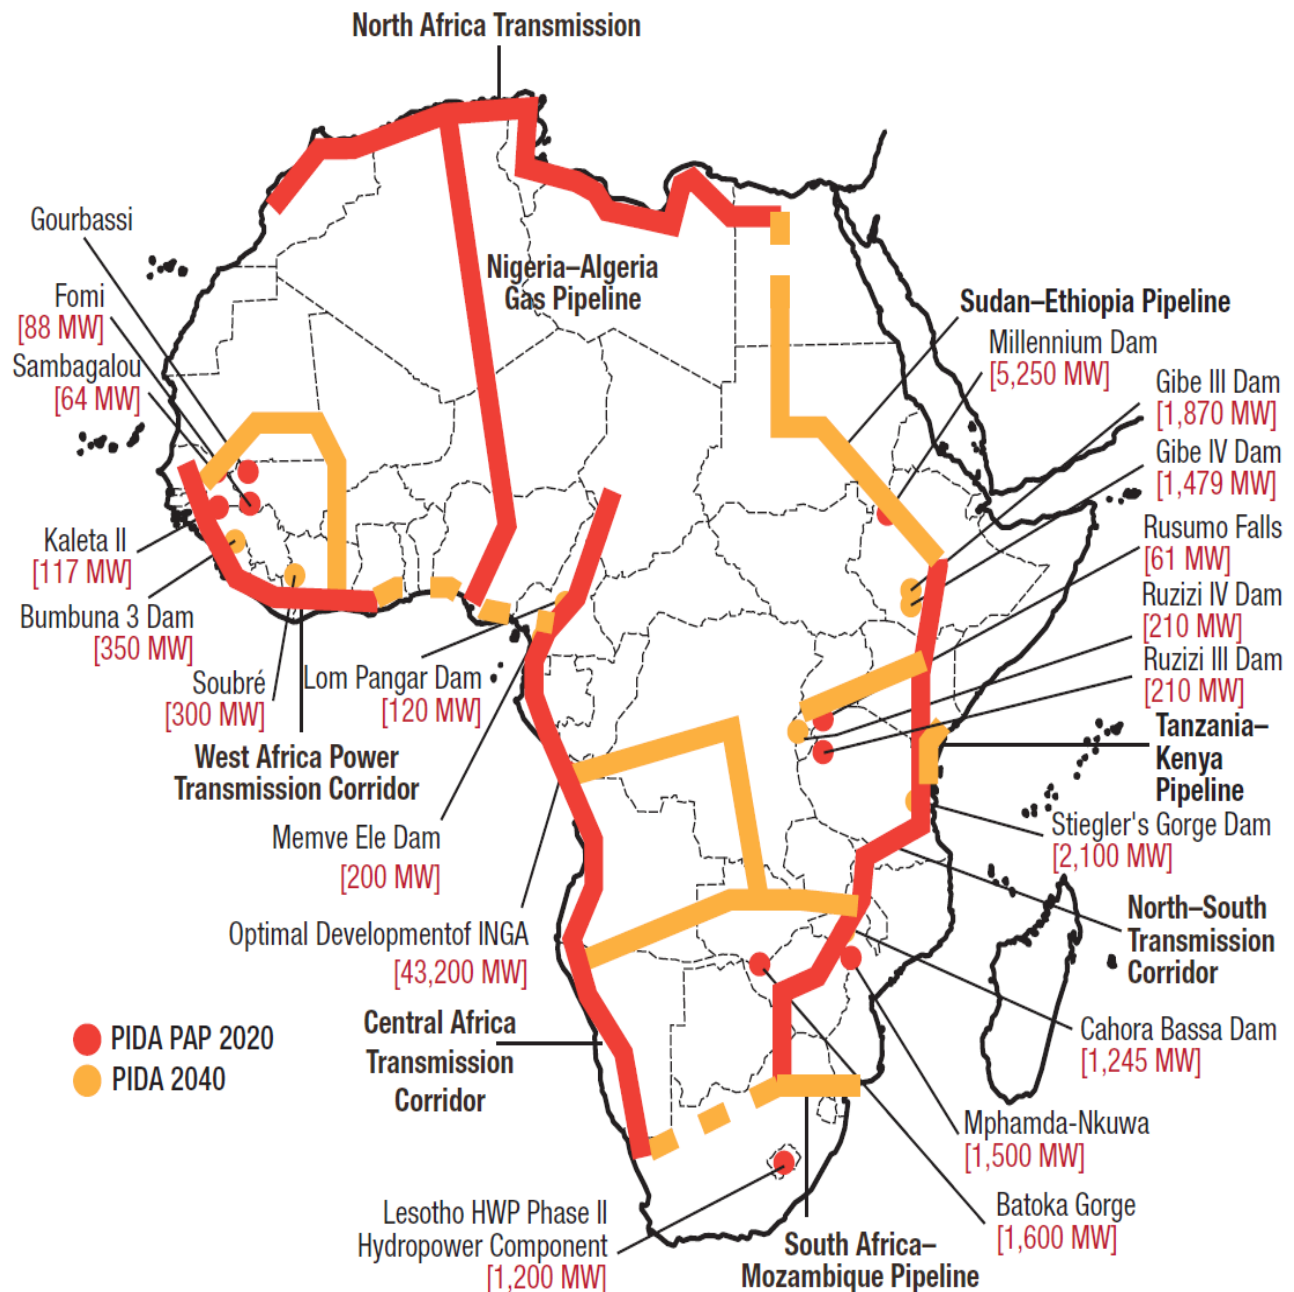 North Africa Transmission
Gourbassi
Fomi
[88 MW]
Sambagalou
[64 MW]
Nigeria–Algeria
Gas Pipeline
Sudan–Ethiopia Pipeline
Millennium Dam
[5,250 MW]
Gibe III Dam
[1,870 MW]
Gibe IV Dam
[1,479 MW]
Rusumo Falls
[61 MW]
Ruzizi IV Dam
[210 MW]
Ruzizi III Dam
[210 MW]
Tanzania–
Kenya
Pipeline
Stiegler's Gorge Dam
[2,100 MW]
North–South
Transmission
Corridor
Cahora Bassa Dam
[1,245 MW]
Mphamda-Nkuwa
[1,500 MW]
Batoka Gorge
[1,600 MW]
South Africa–
Mozambique Pipeline
Kaleta II
[117 MW]
Bumbuna 3 Dam
[350 MW]
Soubré
[300 MW]
Lom Pangar Dam
[120 MW]
West Africa Power
Transmission Corridor
Memve Ele Dam
[200 MW]
Optimal Developmentof INGA
[43,200 MW]
Central Africa
Transmission
Corridor
PIDA PAP 2020
PIDA 2040
Lesotho HWP Phase II
Hydropower Component
[1,200 MW]